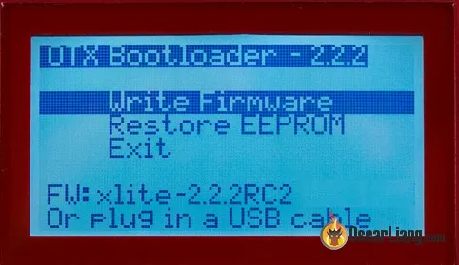 OTX Bootloader - 2.2.2
Write Firmware
Restore EEPROM
Exit
FW: xlite-2.2.2RC2
Or plug in a USB cable
OscarLiang.com